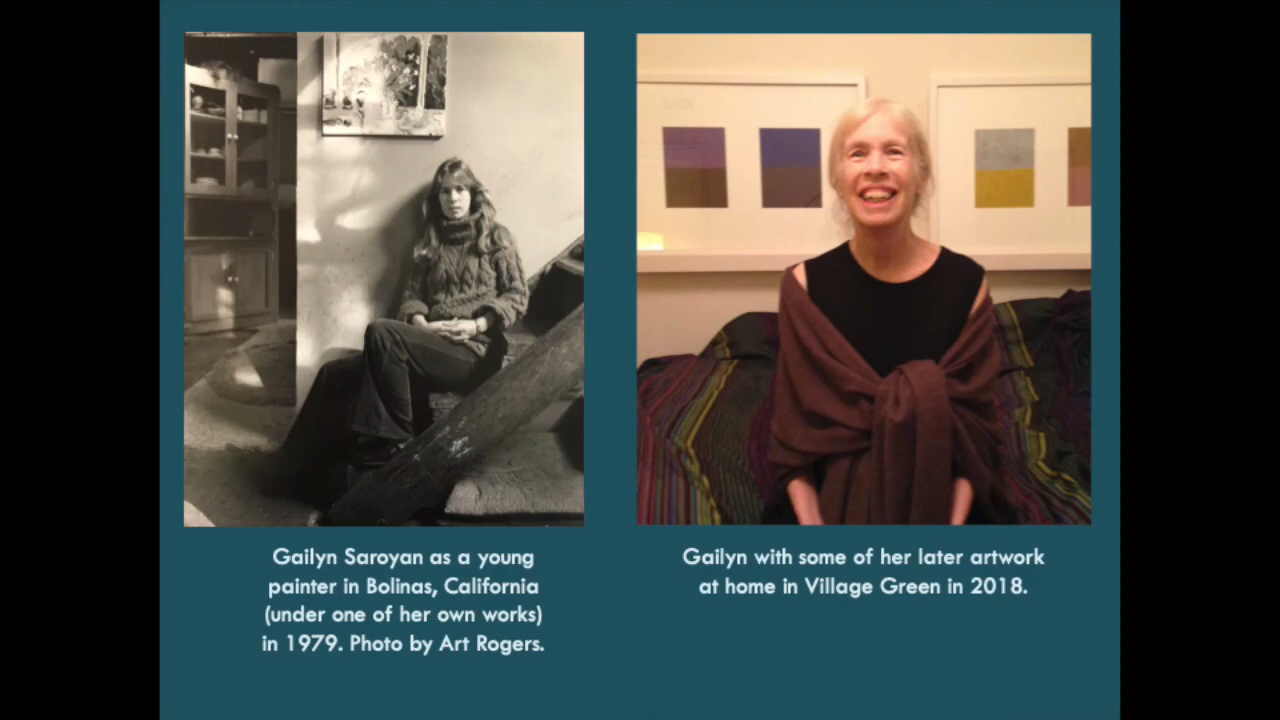 Gailyn Saroyan as a young
painter in Bolinas, California
(under one of her own works)
in 1979. Photo by Art Rogers.
Gailyn with some of her later artwork
at home in Village Green in 2018.